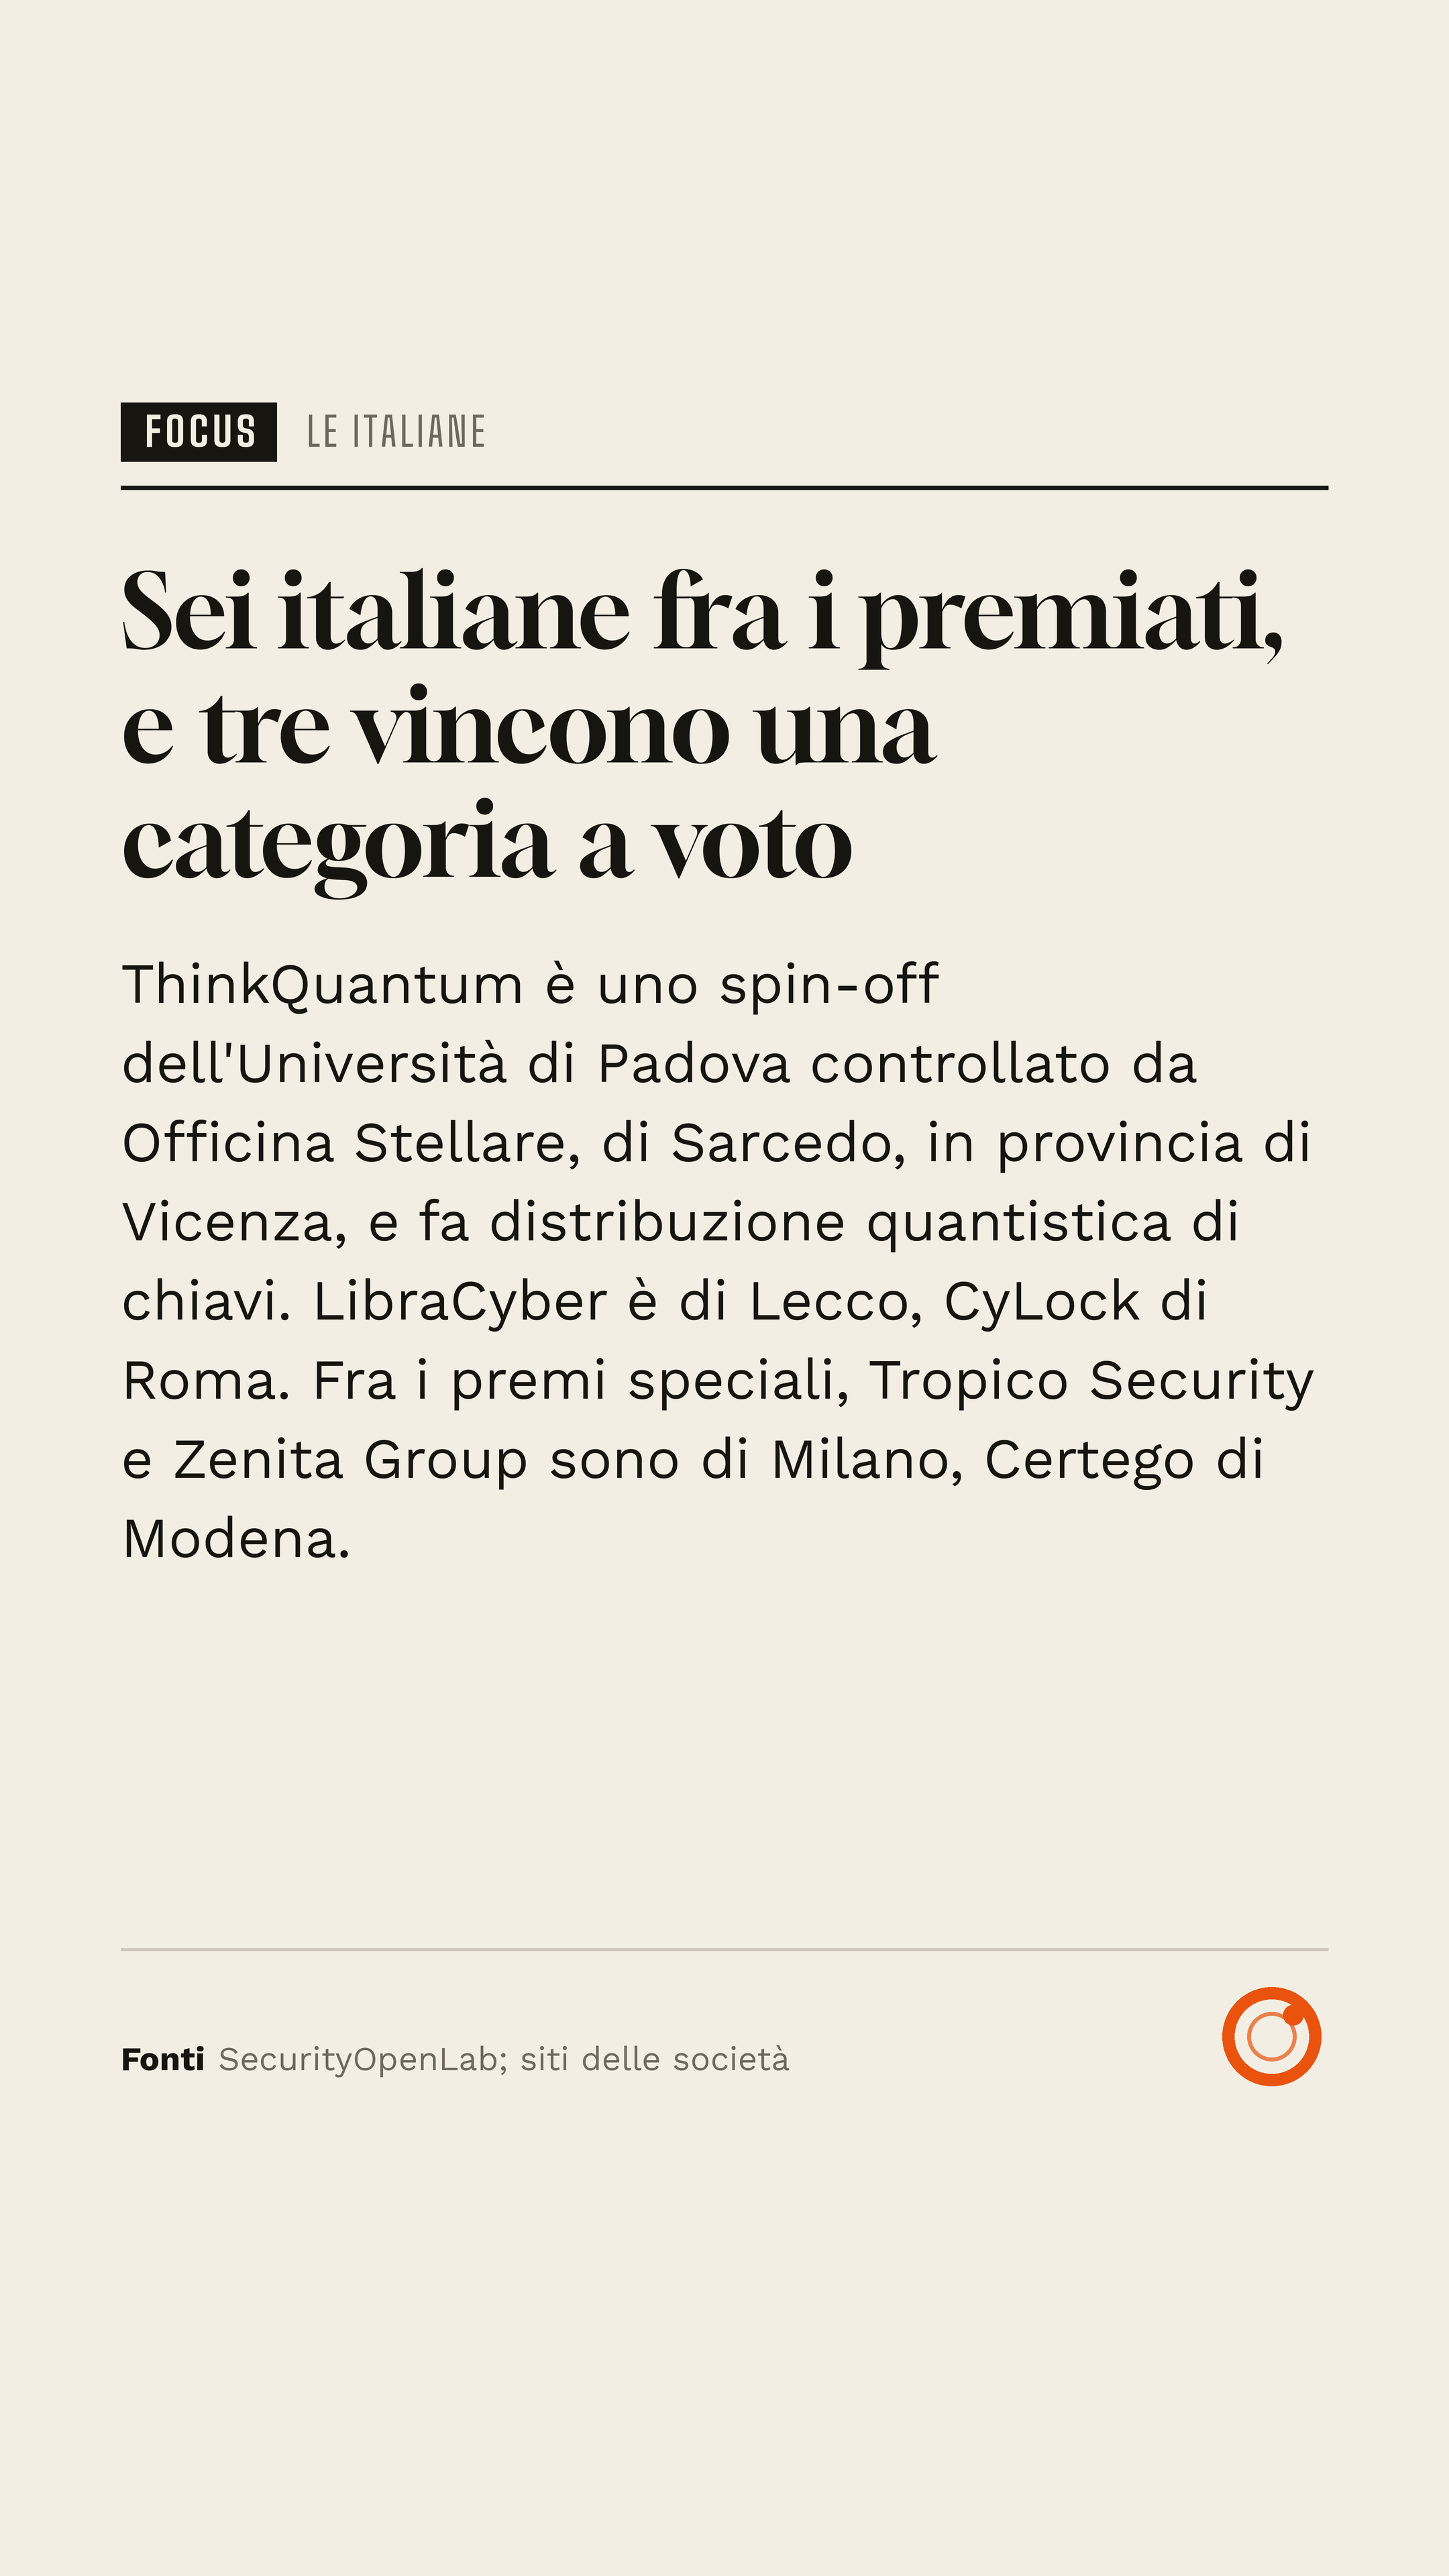 FOCUS LE ITALIANE
Sei italiane fra i premiati,
e tre vincono una
categoria a voto
ThinkQuantum è uno spin-off
dell'Università di Padova controllato da
Officina Stellare, di Sarcedo, in provincia di
Vicenza, e fa distribuzione quantistica di
chiavi. LibraCyber è di Lecco, CyLock di
Roma. Fra i premi speciali, Tropico Security
e Zenita Group sono di Milano, Certego di
Modena.
Fonti SecurityOpenLab; siti delle società